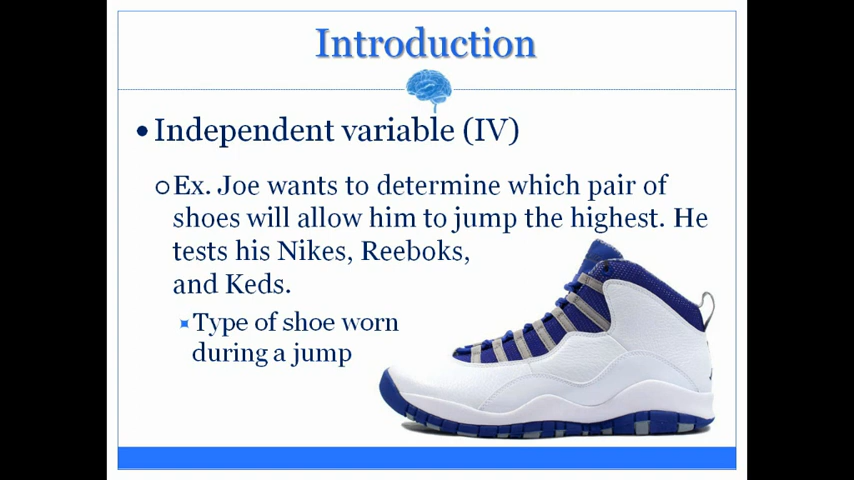 Introduction
• Independent variable (IV)
Ex. Joe wants to determine which pair of
shoes will allow him to jump the highest. He
tests his Nikes, Reeboks,
and Keds.
Type of shoe worn
during a jump